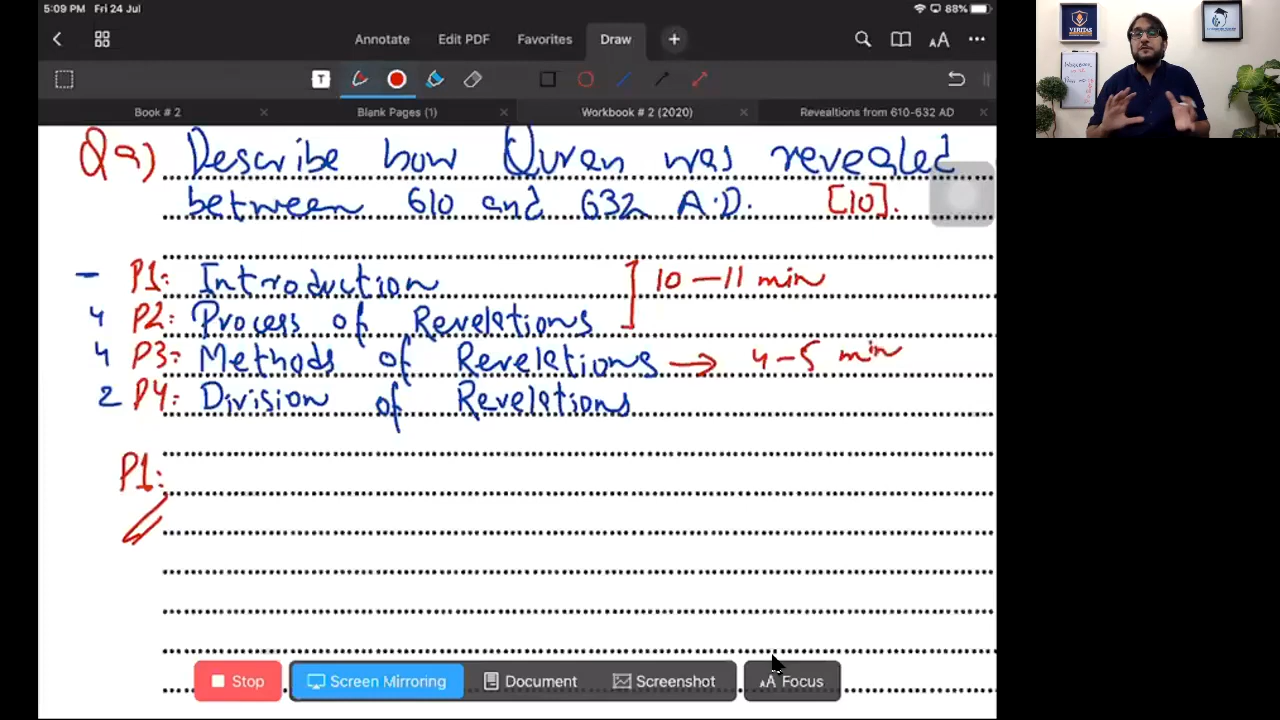 5:09 PM Fri 24 Jul 88%
Annotate Edit PDF Favorites Draw +
Book # 2 Blank Pages (1) Workbook # 2 (2020) Revealtions from 610-632 AD
Qa) Describe how Quran was revealed
between 610 and 632 A.D. [10].
- P1: Introduction ] 10 - 11 min
4 P2: Process of Revelations
4 P3: Methods of Revelations → 4-5 min
2 P4: Division of Revelations
P1:
Stop Screen Mirroring Document Screenshot AA Focus
VERITAS